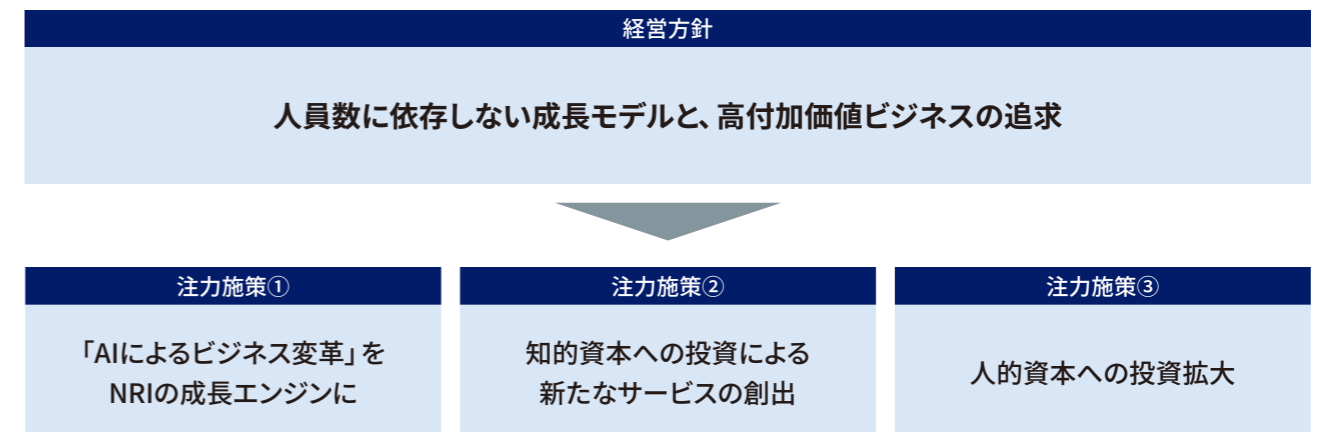 経営方針
人員数に依存しない成長モデルと、高付加価値ビジネスの追求
注力施策①
「AIによるビジネス変革」を
NRIの成長エンジンに
注力施策②
知的資本への投資による
新たなサービスの創出
注力施策③
人的資本への投資拡大